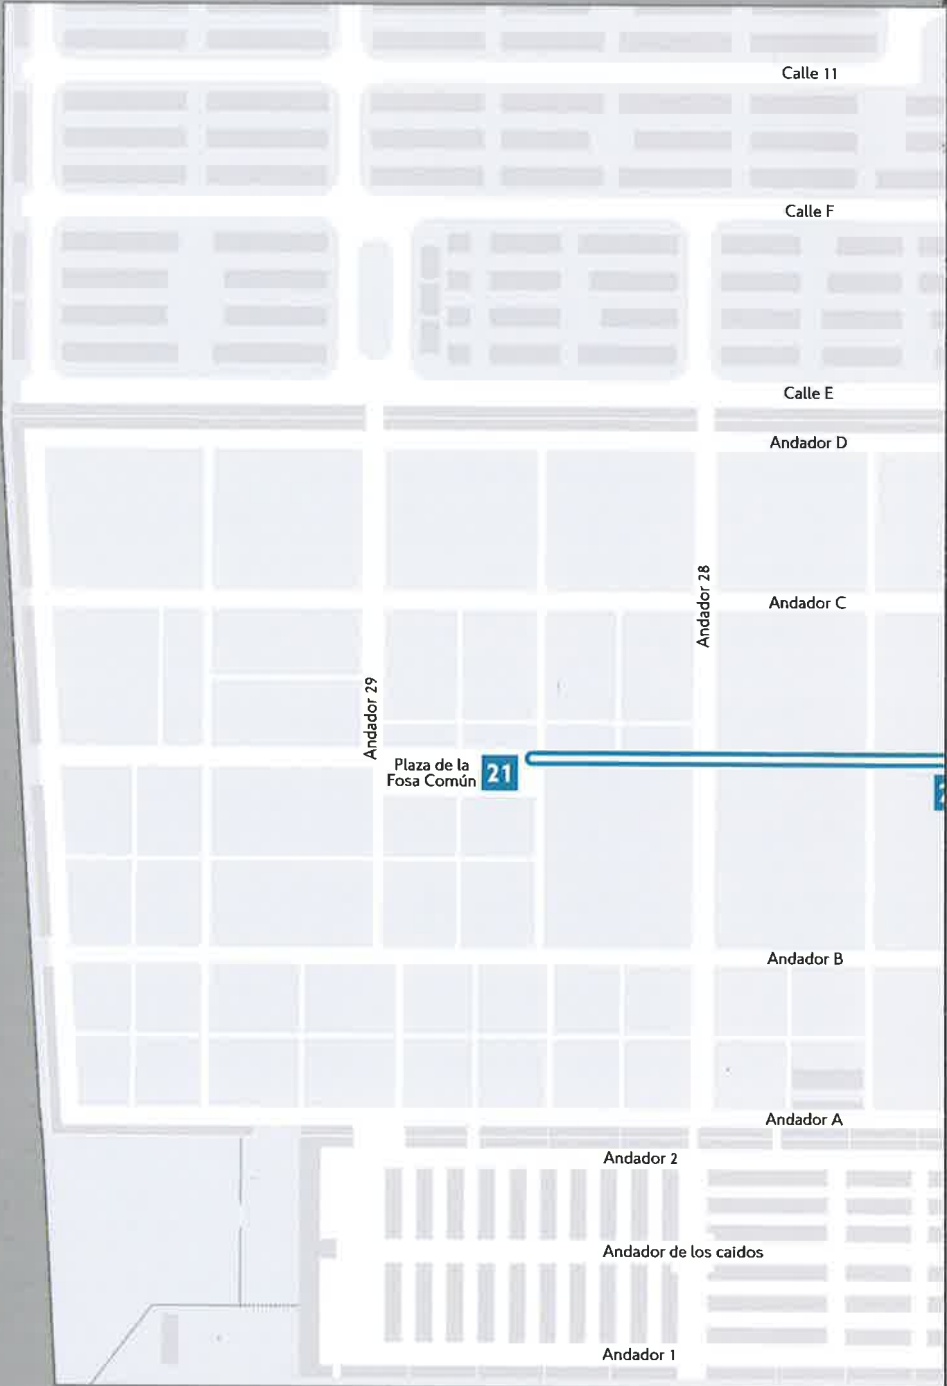 Calle 11
Calle F
Calle E
Andador D
Andador 28
Andador C
Andador 29
Plaza de la
Fosa Común
21
Andador B
Andador A
Andador 2
Andador de los caidos
Andador 1